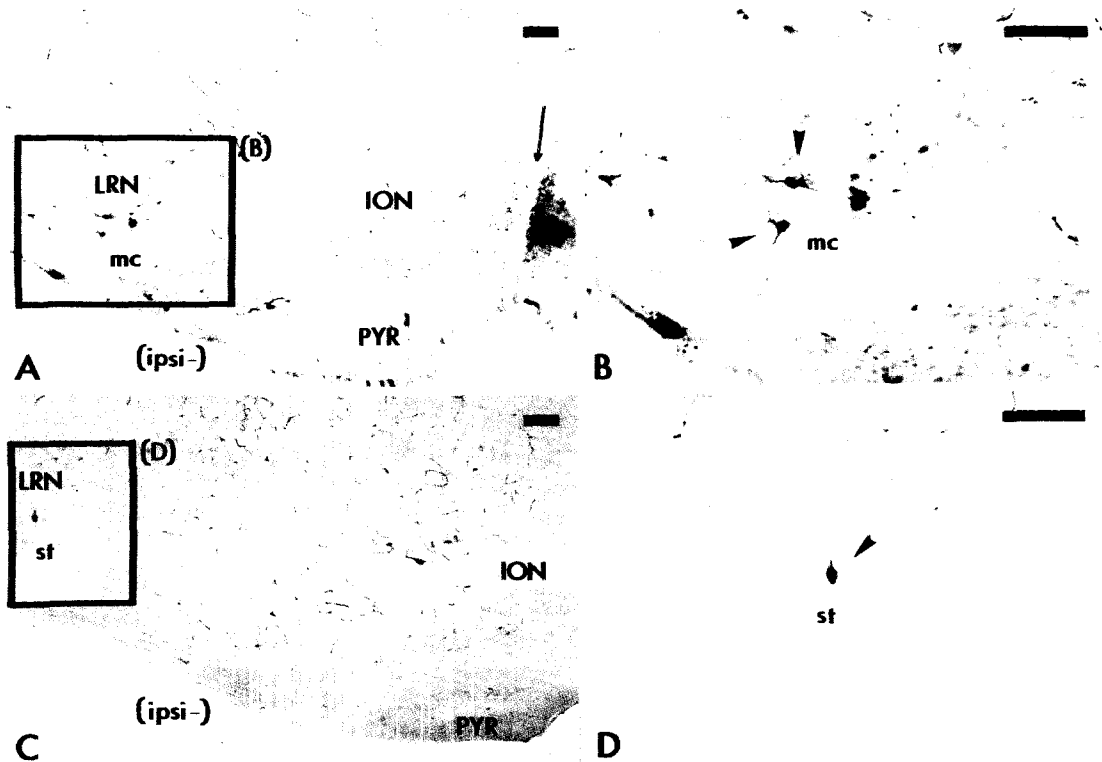 (B)
LRN
ION
mc
PYR
(ipsi-)
A
mc
B
(D)
LRN
st
ION
(ipsi-)
PYR
C
st
D